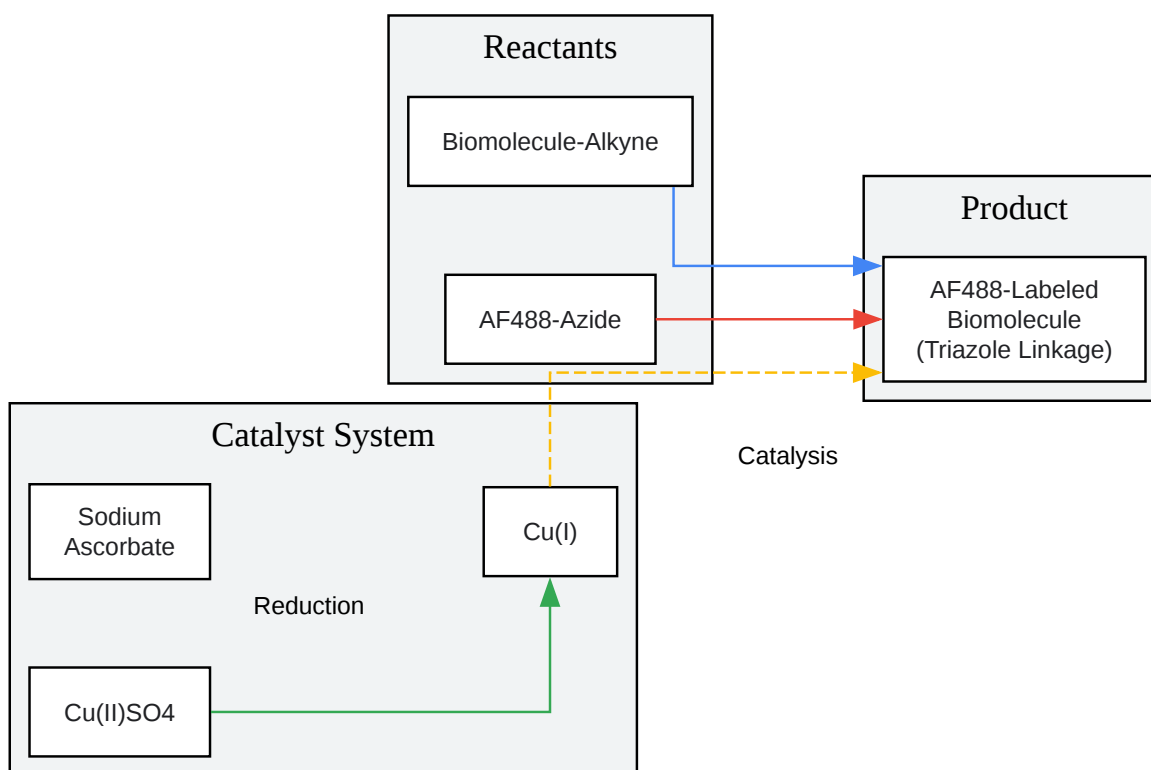 Reactants
Biomolecule-Alkyne
AF488-Azide
Product
AF488-Labeled
Biomolecule
(Triazole Linkage)
Catalyst System
Sodium
Ascorbate
Cu(I)
Reduction
Cu(II)SO4
Catalysis